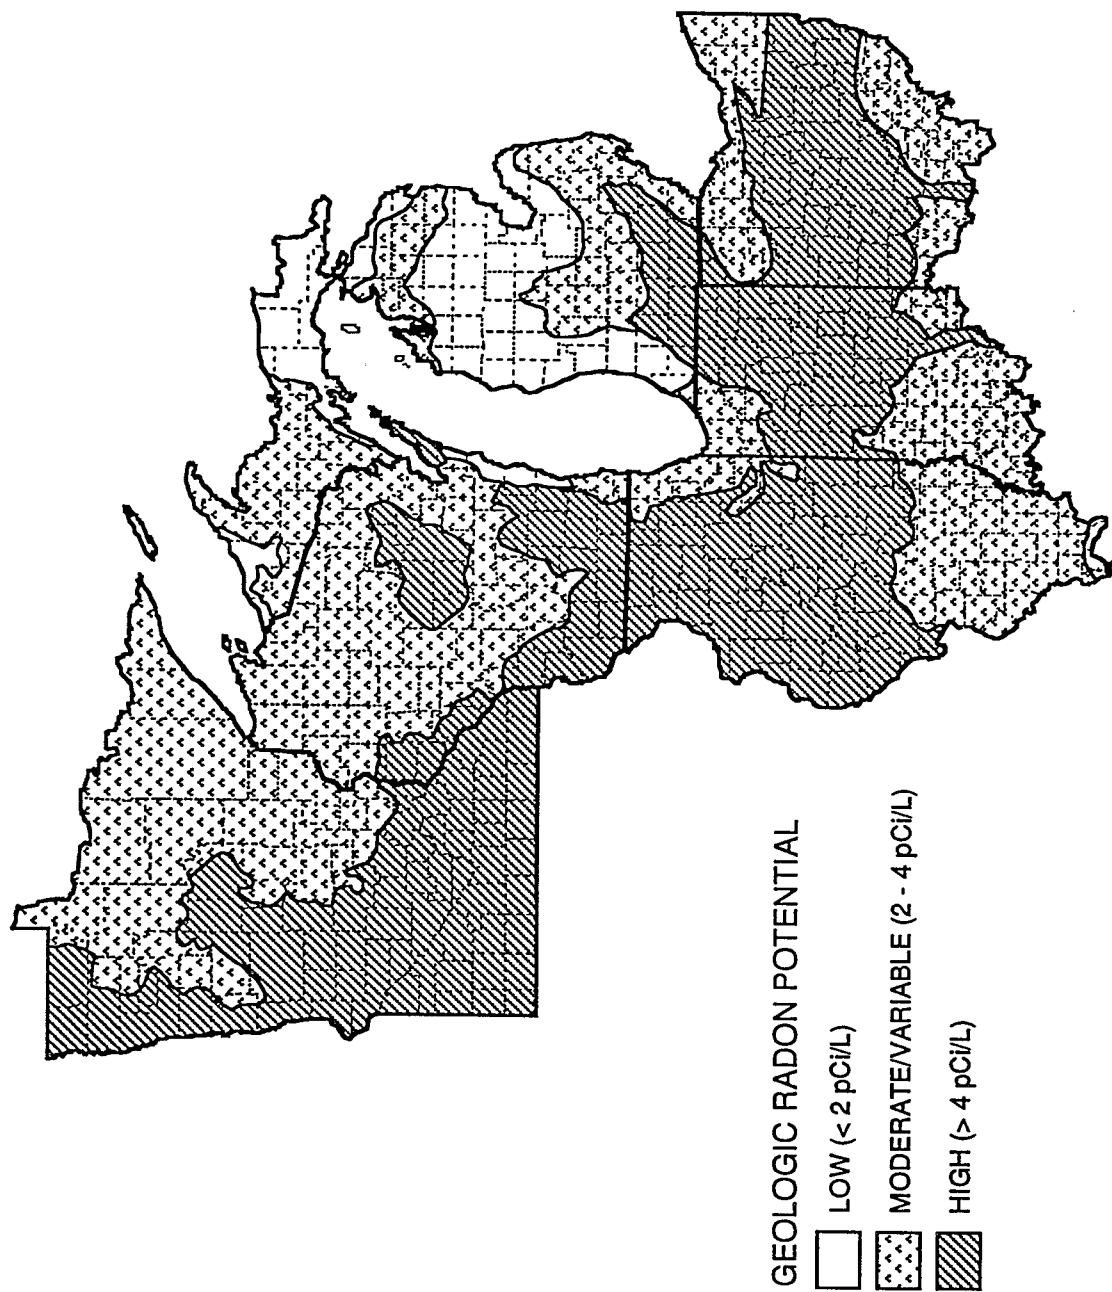 GEOLOGIC RADON POTENTIAL
LOW (< 2 pCi/L)
MODERATE/VARIABLE (2 - 4 pCi/L)
HIGH (> 4 pCi/L)